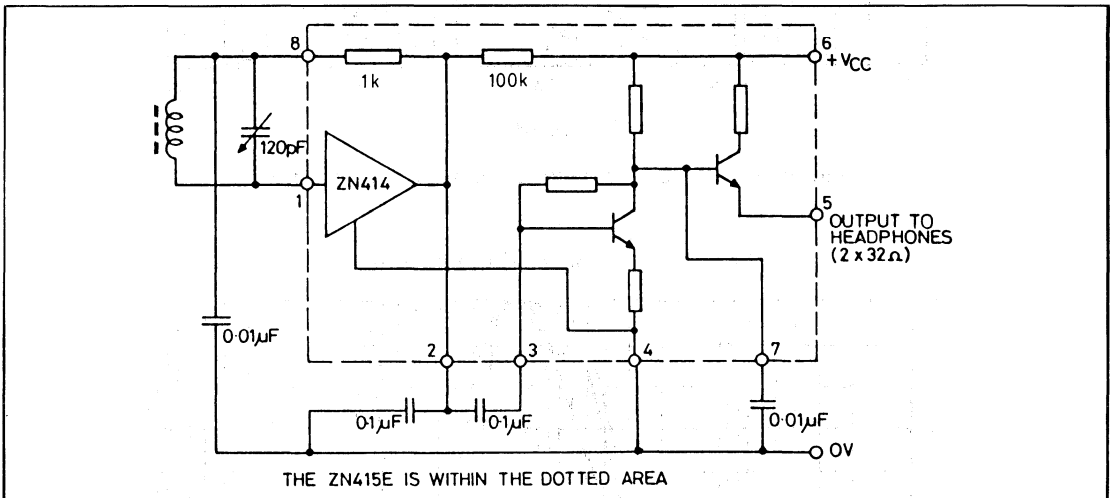 8
1k
100k
6
+ VCC
120pF
ZN414
1
5
OUTPUT TO
HEADPHONES
(2 x 32Ω)
0·01µF
2
3
4
7
0·1µF
0·1µF
0·01µF
0V
THE ZN415E IS WITHIN THE DOTTED AREA